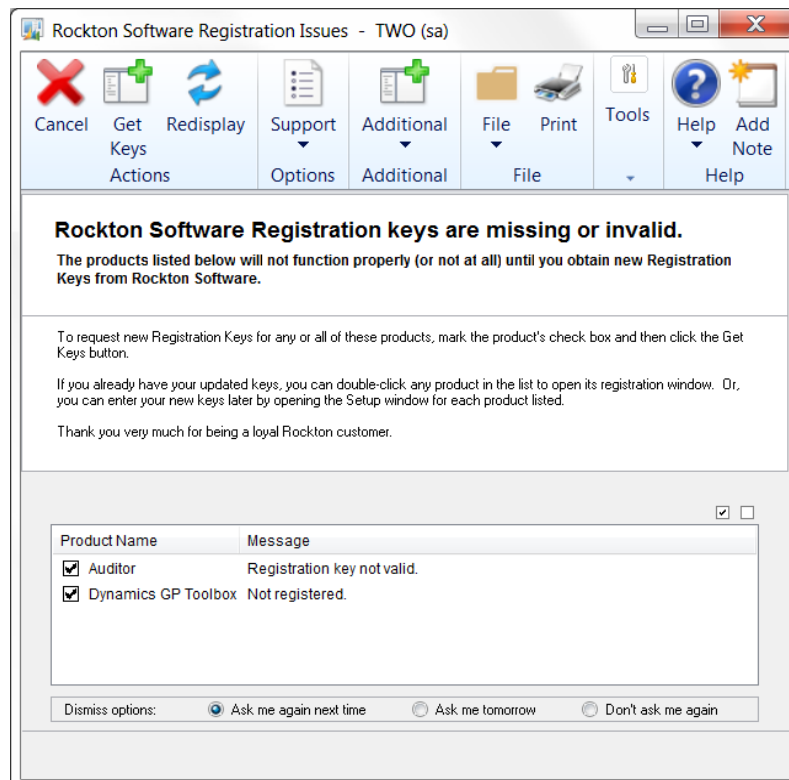 Rockton Software Registration Issues - TWO (sa)
Cancel Get Keys Redisplay Support Additional File Print Tools Help Add Note
Actions Options Additional File Help
Rockton Software Registration keys are missing or invalid.
The products listed below will not function properly (or not at all) until you obtain new Registration
Keys from Rockton Software.
To request new Registration Keys for any or all of these products, mark the product's check box and then click the Get
Keys button.
If you already have your updated keys, you can double-click any product in the list to open its registration window. Or,
you can enter your new keys later by opening the Setup window for each product listed.
Thank you very much for being a loyal Rockton customer.
Product Name Message
Auditor Registration key not valid.
Dynamics GP Toolbox Not registered.
Dismiss options: Ask me again next time Ask me tomorrow Don't ask me again